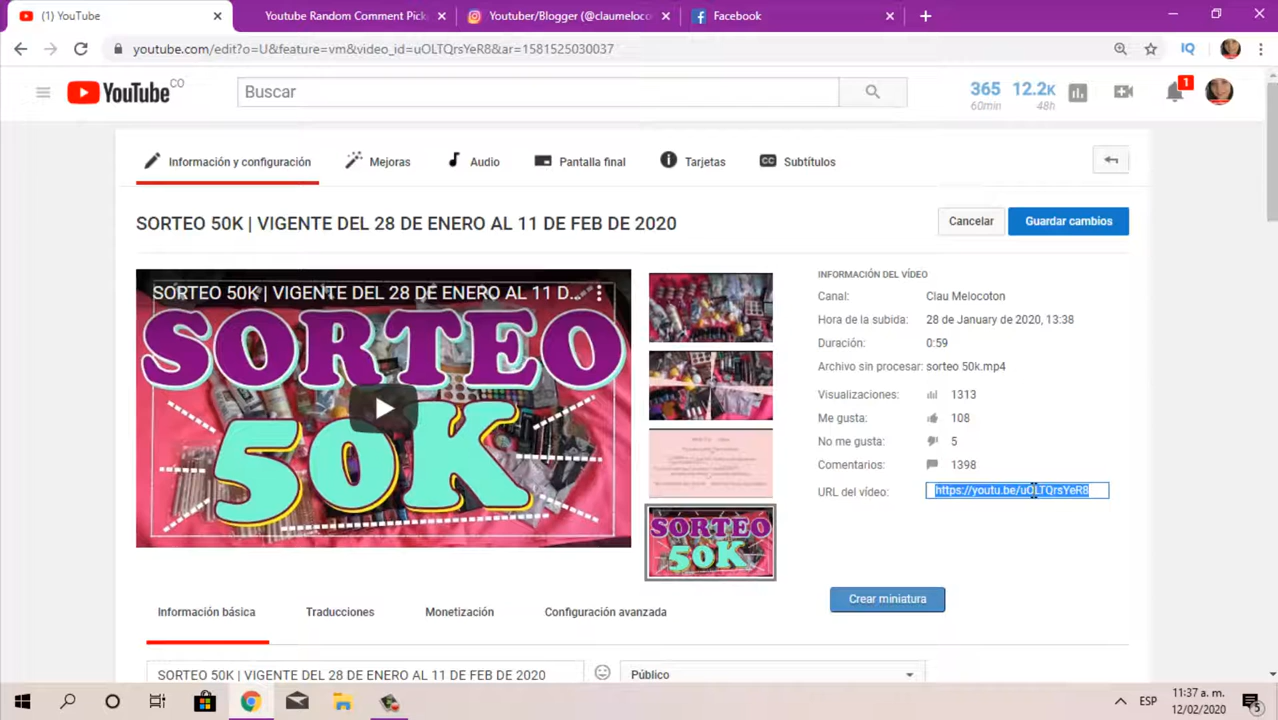 (1) YouTube
Youtube Random Comment Pick
Youtuber/Blogger (@claumeloco
Facebook
youtube.com/edit?o=U&feature=vm&video_id=uOLTQrsYeR8&ar=1581525030037
IQ
YouTube CO
Buscar
365
60min
12.2K
48h
1
Información y configuración
Mejoras
Audio
Pantalla final
Tarjetas
CC Subtítulos
SORTEO 50K | VIGENTE DEL 28 DE ENERO AL 11 DE FEB DE 2020
Cancelar
Guardar cambios
SORTEO 50K | VIGENTE DEL 28 DE ENERO AL 11 D...
SORTEO
50K
SORTEO
50K
INFORMACIÓN DEL VÍDEO
Canal: Clau Melocoton
Hora de la subida: 28 de January de 2020, 13:38
Duración: 0:59
Archivo sin procesar: sorteo 50k.mp4
Visualizaciones: 1313
Me gusta: 108
No me gusta: 5
Comentarios: 1398
URL del vídeo: https://youtu.be/uOLTQrsYeR8
Crear miniatura
Información básica
Traducciones
Monetización
Configuración avanzada
SORTEO 50K | VIGENTE DEL 28 DE ENERO AL 11 DE FEB DE 2020
Público
ESP
11:37 a. m.
12/02/2020
5